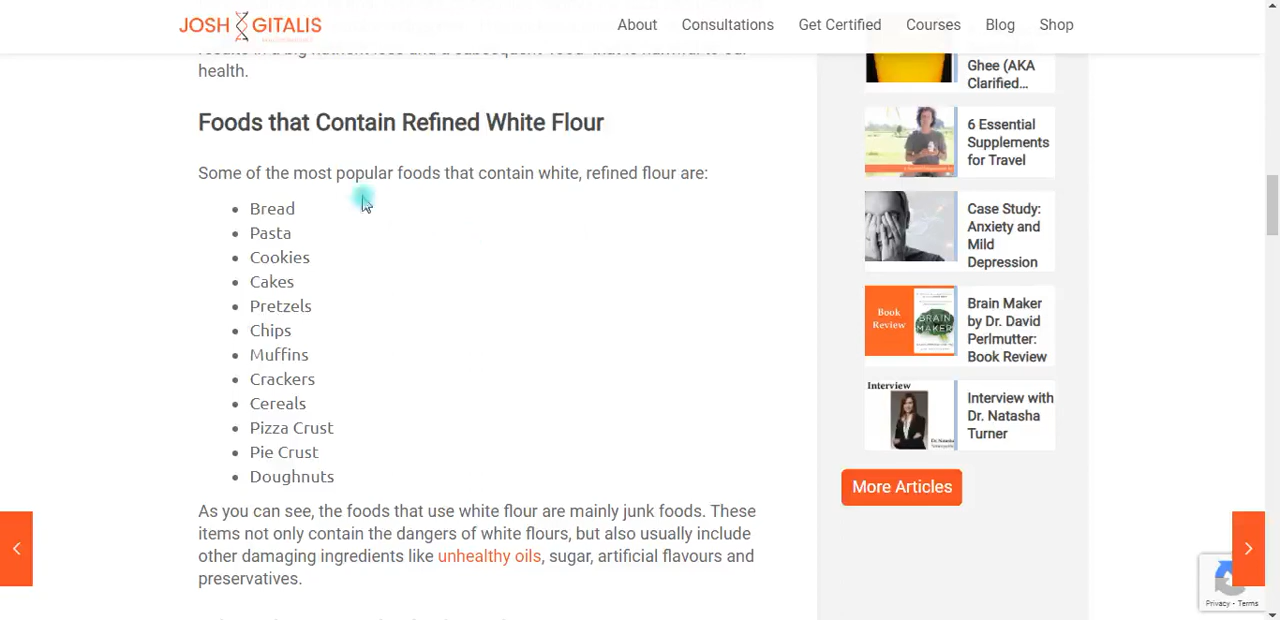 JOSH GITALIS
About
Consultations
Get Certified
Courses
Blog
Shop
health.
Foods that Contain Refined White Flour
Some of the most popular foods that contain white, refined flour are:
• Bread
• Pasta
• Cookies
• Cakes
• Pretzels
• Chips
• Muffins
• Crackers
• Cereals
• Pizza Crust
• Pie Crust
• Doughnuts
As you can see, the foods that use white flour are mainly junk foods. These
items not only contain the dangers of white flours, but also usually include
other damaging ingredients like unhealthy oils, sugar, artificial flavours and
preservatives.
Ghee (AKA
Clarified...
6 Essential
Supplements
for Travel
Case Study:
Anxiety and
Mild
Depression
Book
Review
BRAIN
MAKER
Brain Maker
by Dr. David
Perlmutter:
Book Review
Interview
Interview with
Dr. Natasha
Turner
More Articles
Privacy - Terms